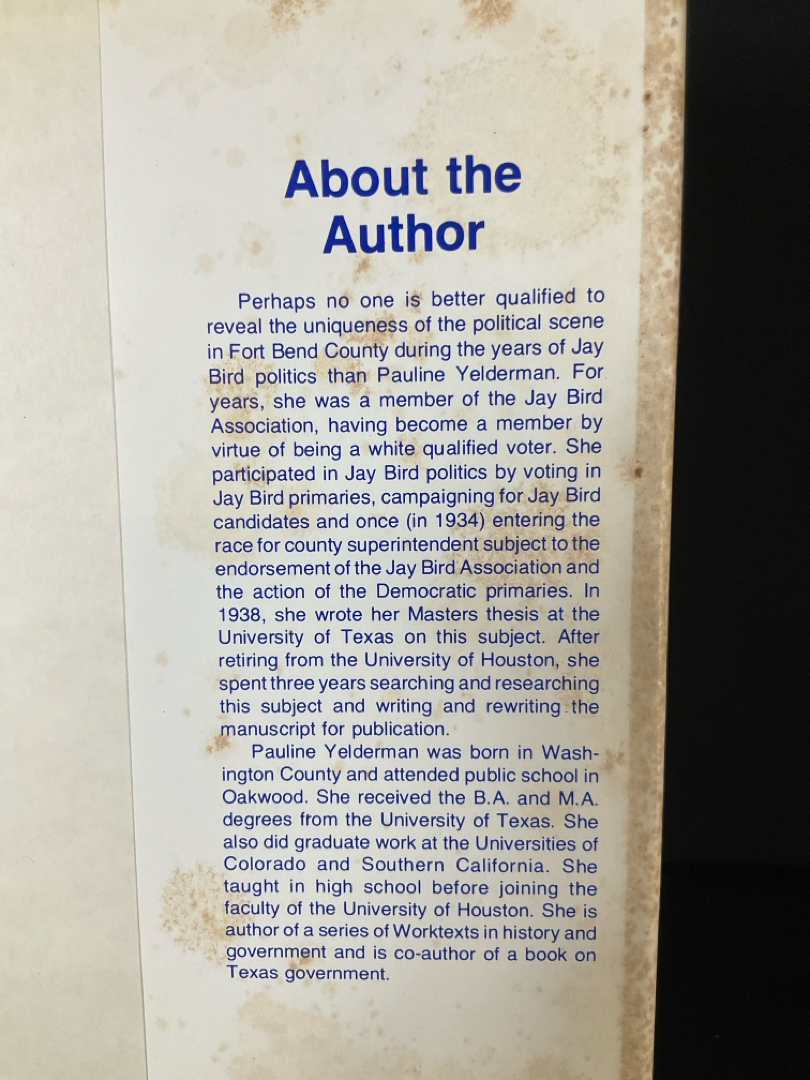 About the
Author
Perhaps no one is better qualified to
reveal the uniqueness of the political scene
in Fort Bend County during the years of Jay
Bird politics than Pauline Yelderman. For
years, she was a member of the Jay Bird
Association, having become a member by
virtue of being a white qualified voter. She
participated in Jay Bird politics by voting in
Jay Bird primaries, campaigning for Jay Bird
candidates and once (in 1934) entering the
race for county superintendent subject to the
endorsement of the Jay Bird Association and
the action of the Democratic primaries. In
1938, she wrote her Masters thesis at the
University of Texas on this subject. After
retiring from the University of Houston, she
spent three years searching and researching
this subject and writing and rewriting the
manuscript for publication.
Pauline Yelderman was born in Wash-
ington County and attended public school in
Oakwood. She received the B.A. and M.A.
degrees from the University of Texas. She
also did graduate work at the Universities of
Colorado and Southern California. She
taught in high school before joining the
faculty of the University of Houston. She is
author of a series of Worktexts in history and
government and is co-author of a book on
Texas government.